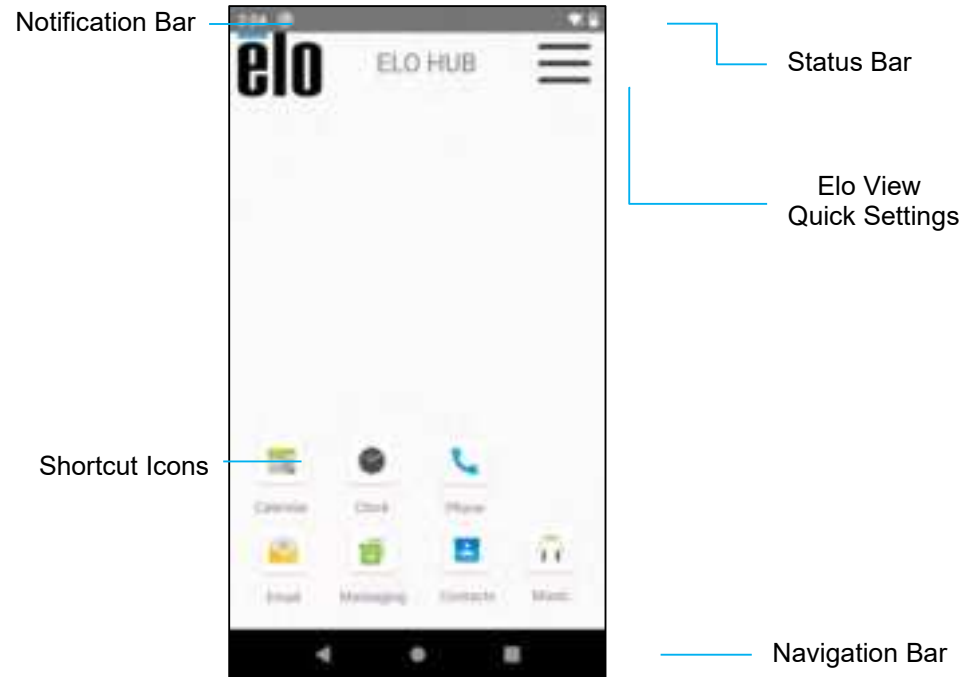 Notification Bar
elo
ELO HUB
Status Bar
Elo View
Quick Settings
Shortcut Icons
Calendar
Clock
Phone
Email
Messaging
Contacts
Music
Navigation Bar